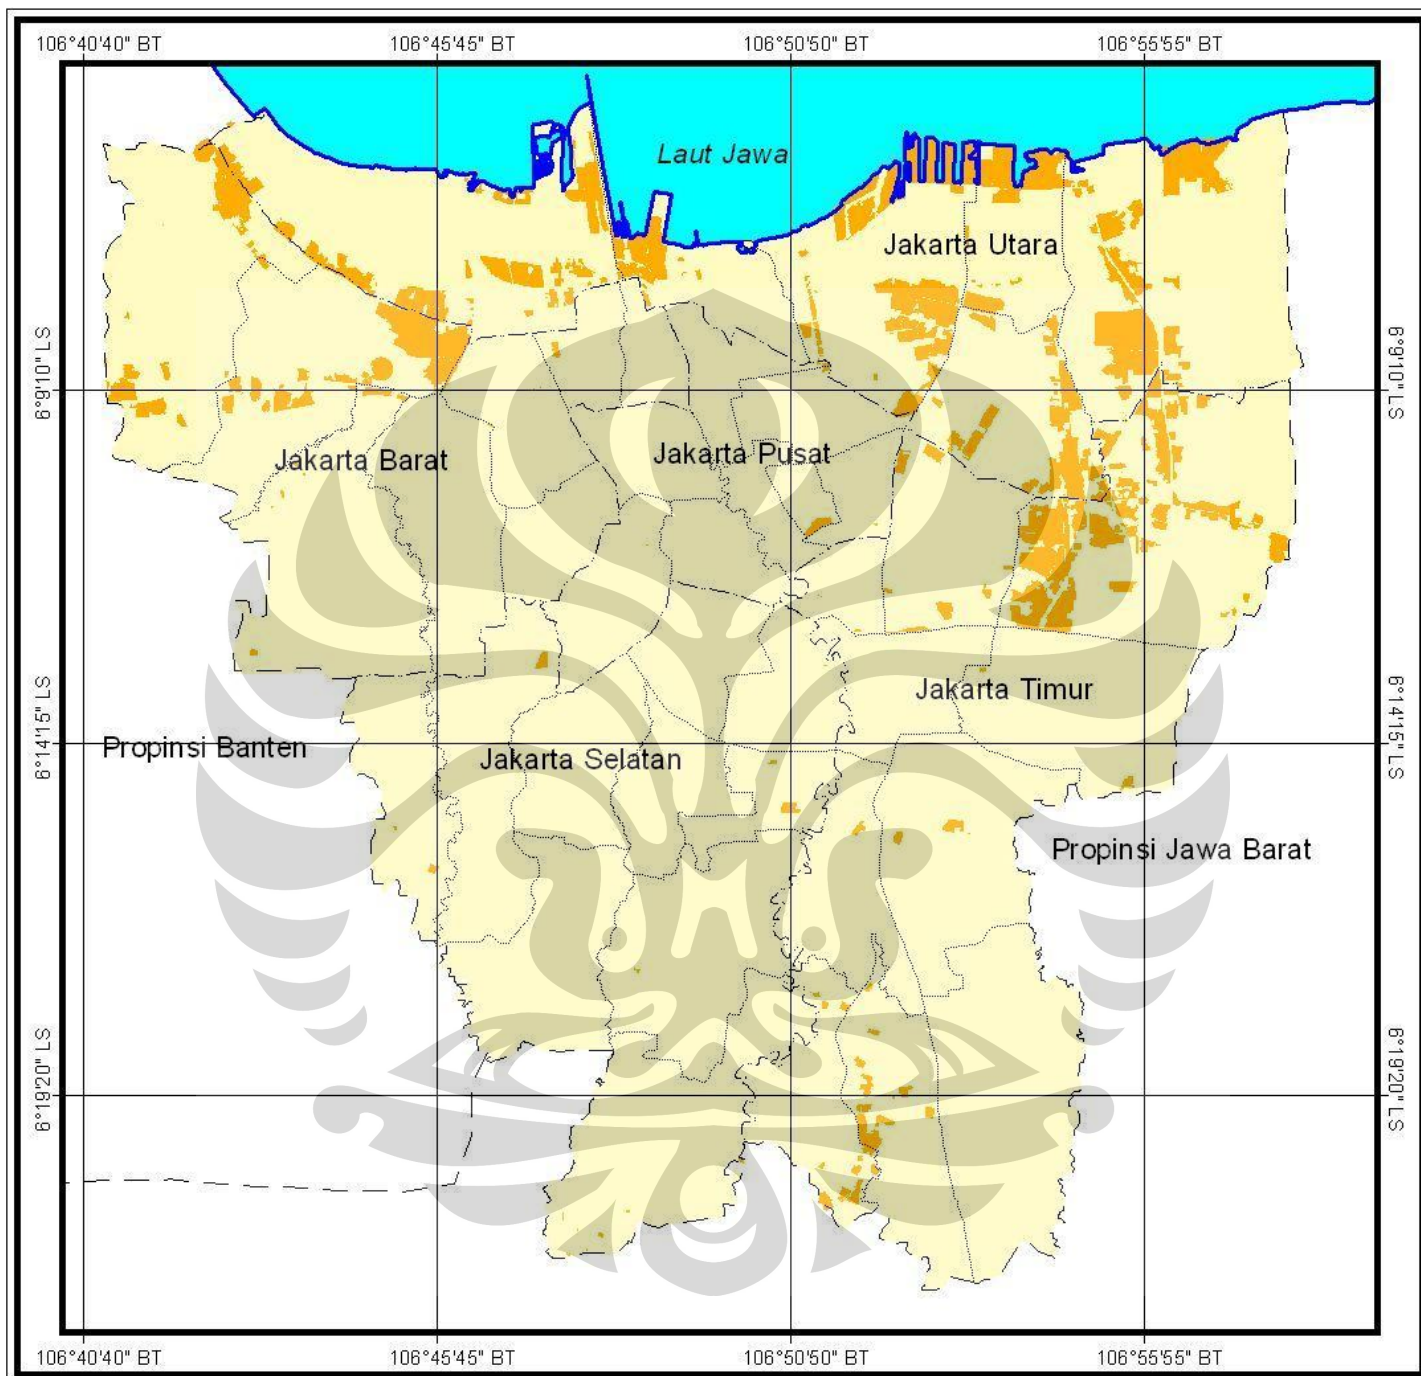 106°40'40" BT 106°45'45" BT 106°50'50" BT 106°55'55" BT
Laut Jawa
Jakarta Utara
6°9'10" LS 6°9'10" LS
Jakarta Barat Jakarta Pusat
Jakarta Timur
6°14'15" LS 6°14'15" LS
Propinsi Banten Jakarta Selatan
Propinsi Jawa Barat
6°19'20" LS 6°19'20" LS
106°40'40" BT 106°45'45" BT 106°50'50" BT 106°55'55" BT